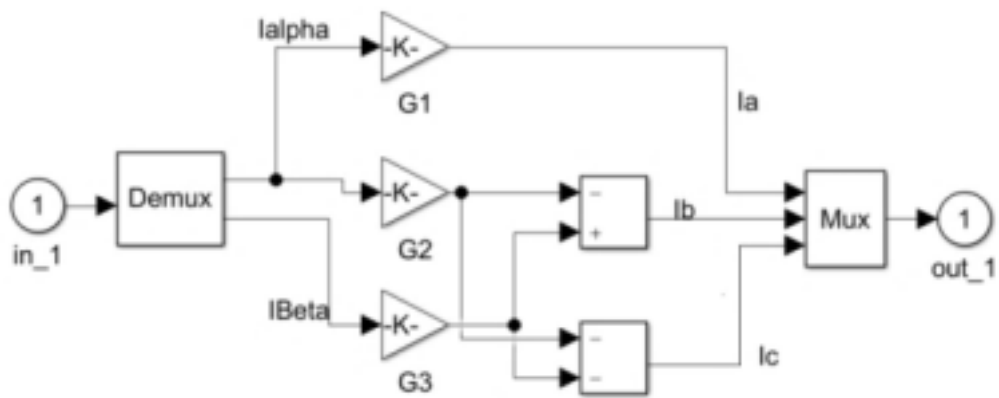 Ialpha
-K-
G1
Ia
1
in_1
Demux
-K-
G2
−
+
Ib
Mux
1
out_1
IBeta
-K-
G3
−
−
Ic